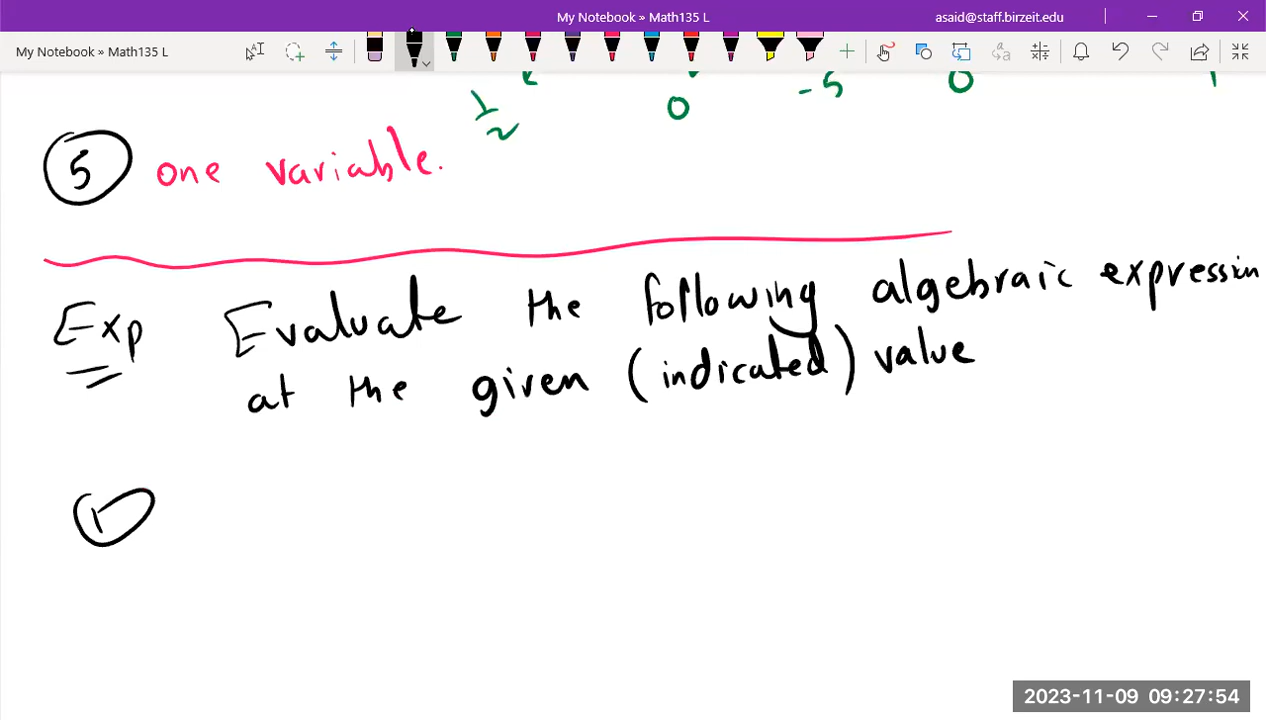 My Notebook » Math135 L
asaid@staff.birzeit.edu
My Notebook » Math135 L
1/2 0 -5 0
5 one variable.
Exp Evaluate the following algebraic expressin
at the given (indicated) value
1
2023-11-09 09:27:54